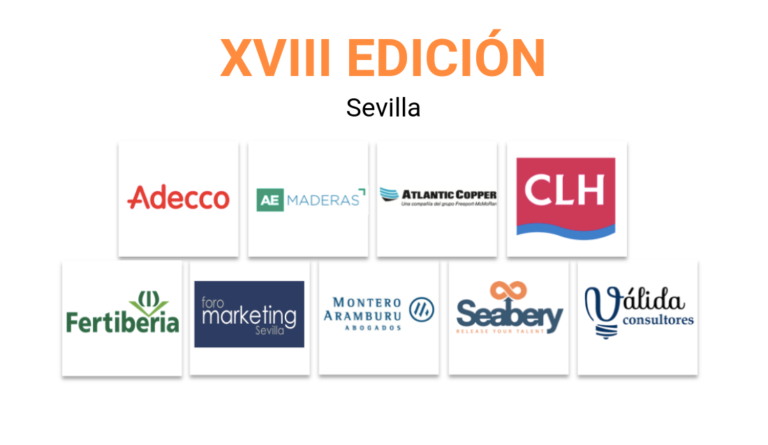 XVIII EDICIÓN
Sevilla
Adecco
AE MADERAS
ATLANTIC COPPER
Una compañía del grupo Freeport-McMoRan
CLH
Fertiberia
foro
marketing
Sevilla
MONTERO
ARAMBURU
ABOGADOS
Seabery
RELEASE YOUR TALENT
Válida
consultores